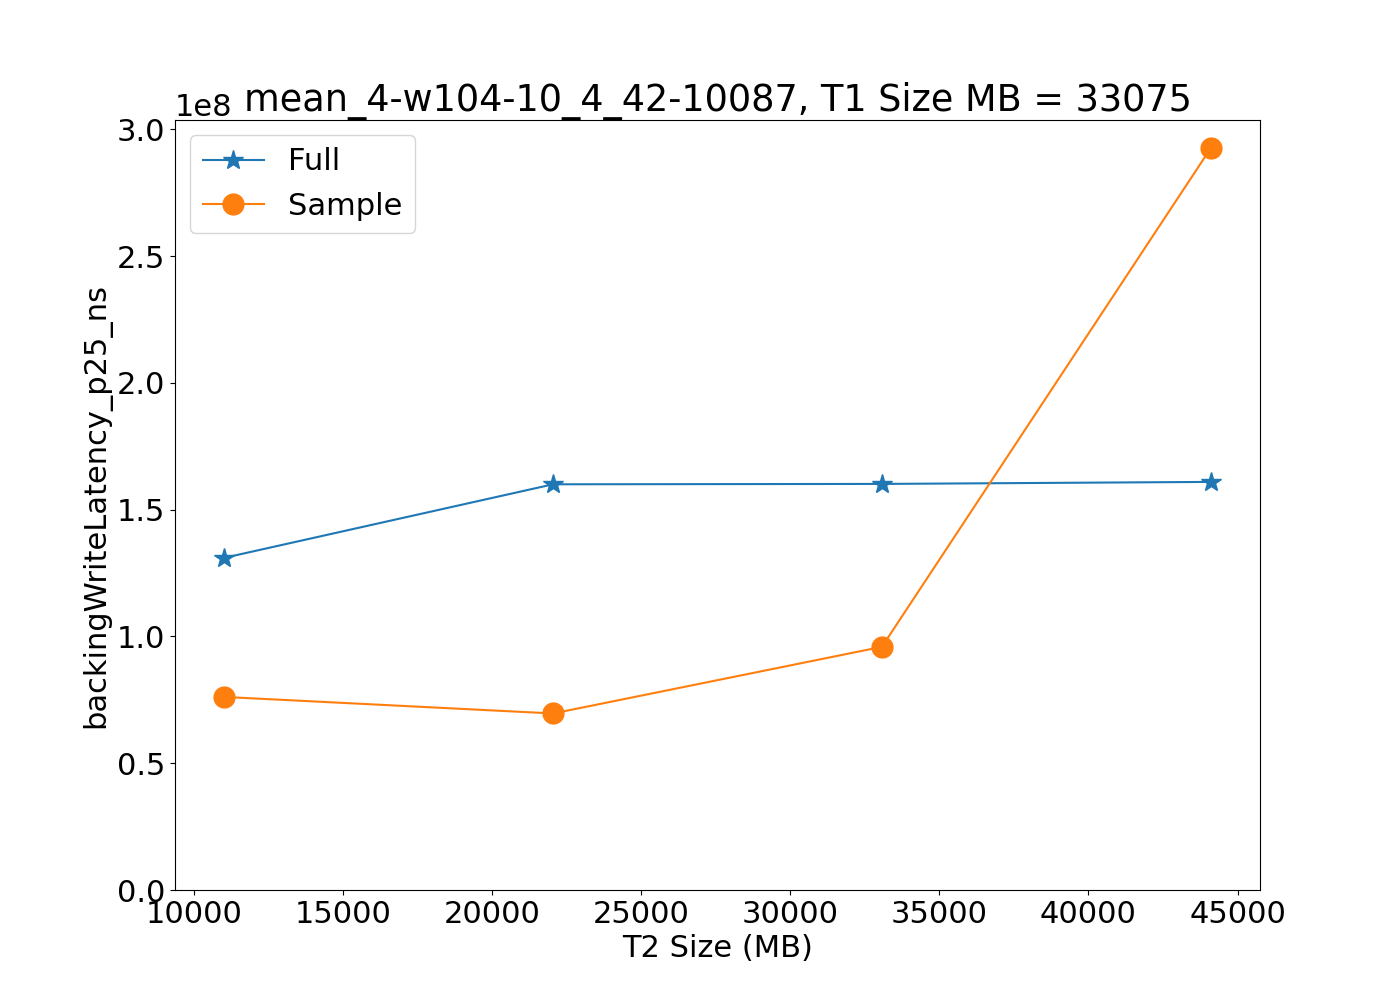 1e8
mean_4-w104-10_4_42-10087, T1 Size MB = 33075
Full
Sample
backingWriteLatency_p25_ns
3.0
2.5
2.0
1.5
1.0
0.5
0.0
10000 15000 20000 25000 30000 35000 40000 45000
T2 Size (MB)